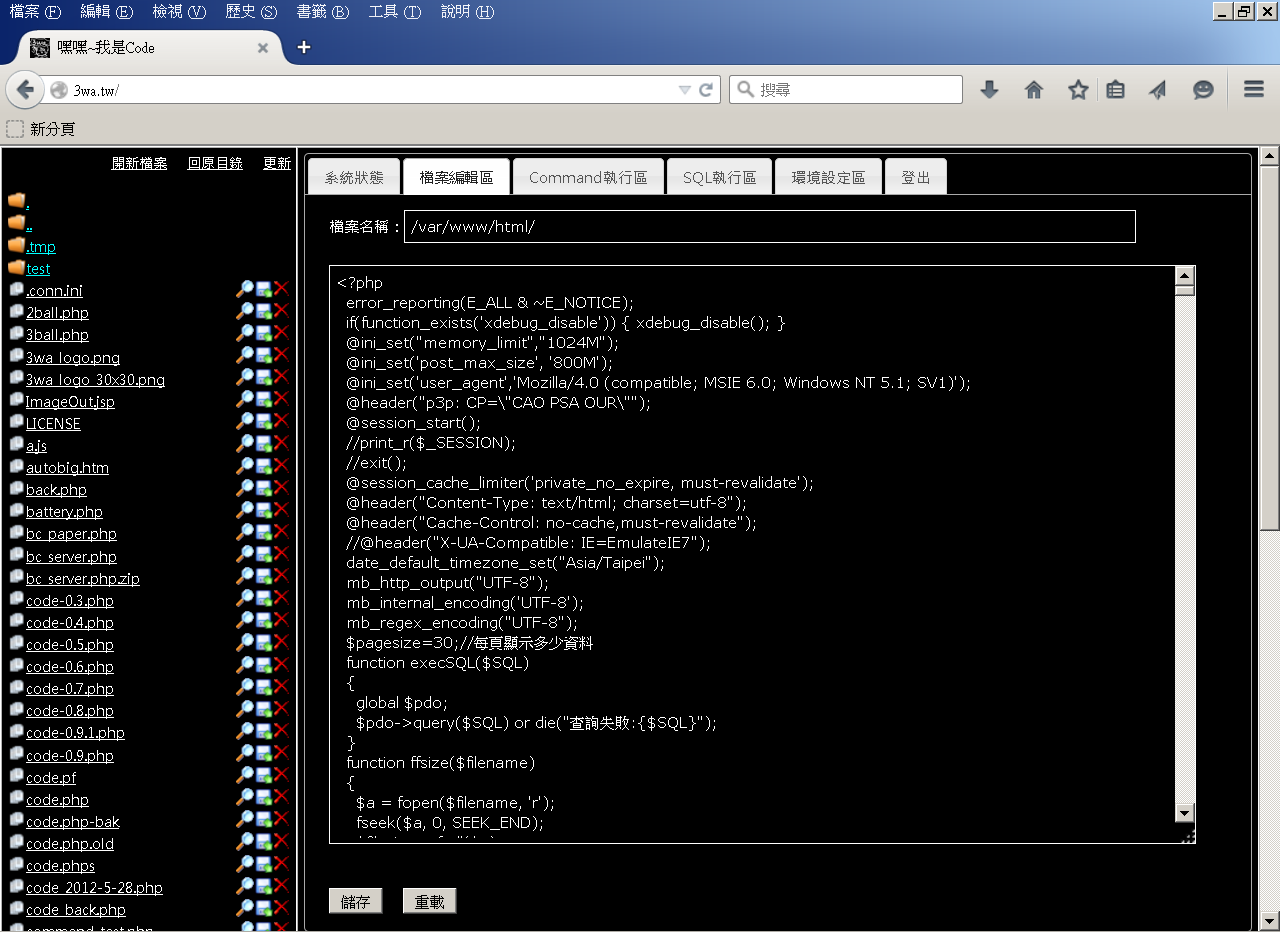 檔案 (F) 編輯 (E) 檢視 (V) 歷史 (S) 書籤 (B) 工具 (T) 說明 (H)
嘿嘿~我是Code
3wa.tw/
搜尋
新分頁
開新檔案 回原目錄 更新
.
..
.tmp
test
.conn.ini
2ball.php
3ball.php
3wa_logo.png
3wa_logo_30x30.png
ImageOut.jsp
LICENSE
a.js
autobig.htm
back.php
battery.php
bc_paper.php
bc_server.php
bc_server.php.zip
code-0.3.php
code-0.4.php
code-0.5.php
code-0.6.php
code-0.7.php
code-0.8.php
code-0.9.1.php
code-0.9.php
code.pf
code.php
code.php-bak
code.php.old
code.phps
code_2012-5-28.php
code_back.php
系統狀態 檔案編輯區 Command執行區 SQL執行區 環境設定區 登出
檔案名稱 : /var/www/html/
<?php
error_reporting(E_ALL & ~E_NOTICE);
if(function_exists('xdebug_disable')) { xdebug_disable(); }
@ini_set("memory_limit","1024M");
@ini_set('post_max_size', '800M');
@ini_set('user_agent','Mozilla/4.0 (compatible; MSIE 6.0; Windows NT 5.1; SV1)');
@header("p3p: CP=\"CAO PSA OUR\"");
@session_start();
//print_r($_SESSION);
//exit();
@session_cache_limiter('private_no_expire, must-revalidate');
@header("Content-Type: text/html; charset=utf-8");
@header("Cache-Control: no-cache,must-revalidate");
//@header("X-UA-Compatible: IE=EmulateIE7");
date_default_timezone_set("Asia/Taipei");
mb_http_output("UTF-8");
mb_internal_encoding('UTF-8');
mb_regex_encoding("UTF-8");
$pagesize=30;//每頁顯示多少資料
function execSQL($SQL)
{
global $pdo;
$pdo->query($SQL) or die("查詢失敗:{$SQL}");
}
function ffsize($filename)
{
$a = fopen($filename, 'r');
fseek($a, 0, SEEK_END);
儲存 重載